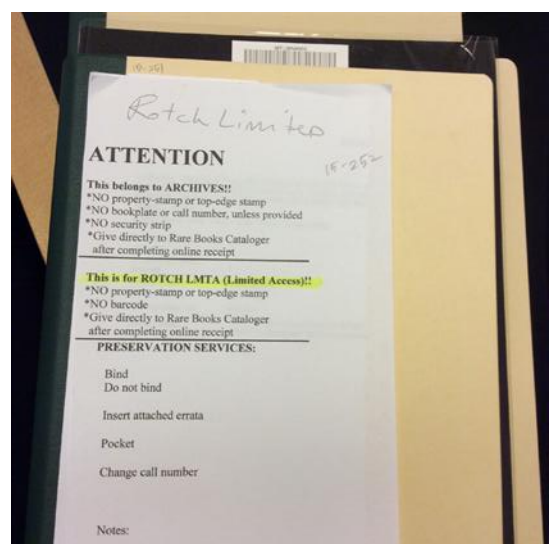 15-251
Rotch Limited
ATTENTION
15-252
This belongs to ARCHIVES!!
*NO property-stamp or top-edge stamp
*NO bookplate or call number, unless provided
*NO security strip
*Give directly to Rare Books Cataloger
after completing online receipt
This is for ROTCH LMTA (Limited Access)!!
*NO property-stamp or top-edge stamp
*NO barcode
*Give directly to Rare Books Cataloger
after completing online receipt
PRESERVATION SERVICES:
Bind
Do not bind
Insert attached errata
Pocket
Change call number
Notes: